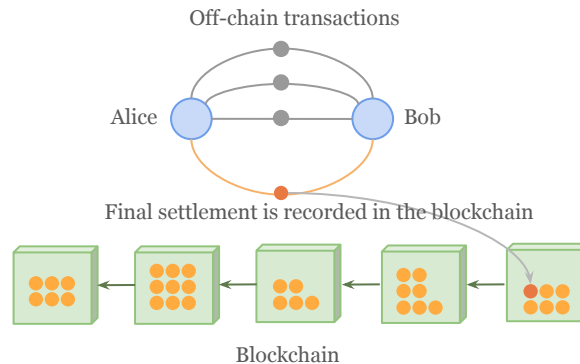 Off-chain transactions
Alice
Bob
Final settlement is recorded in the blockchain
Blockchain